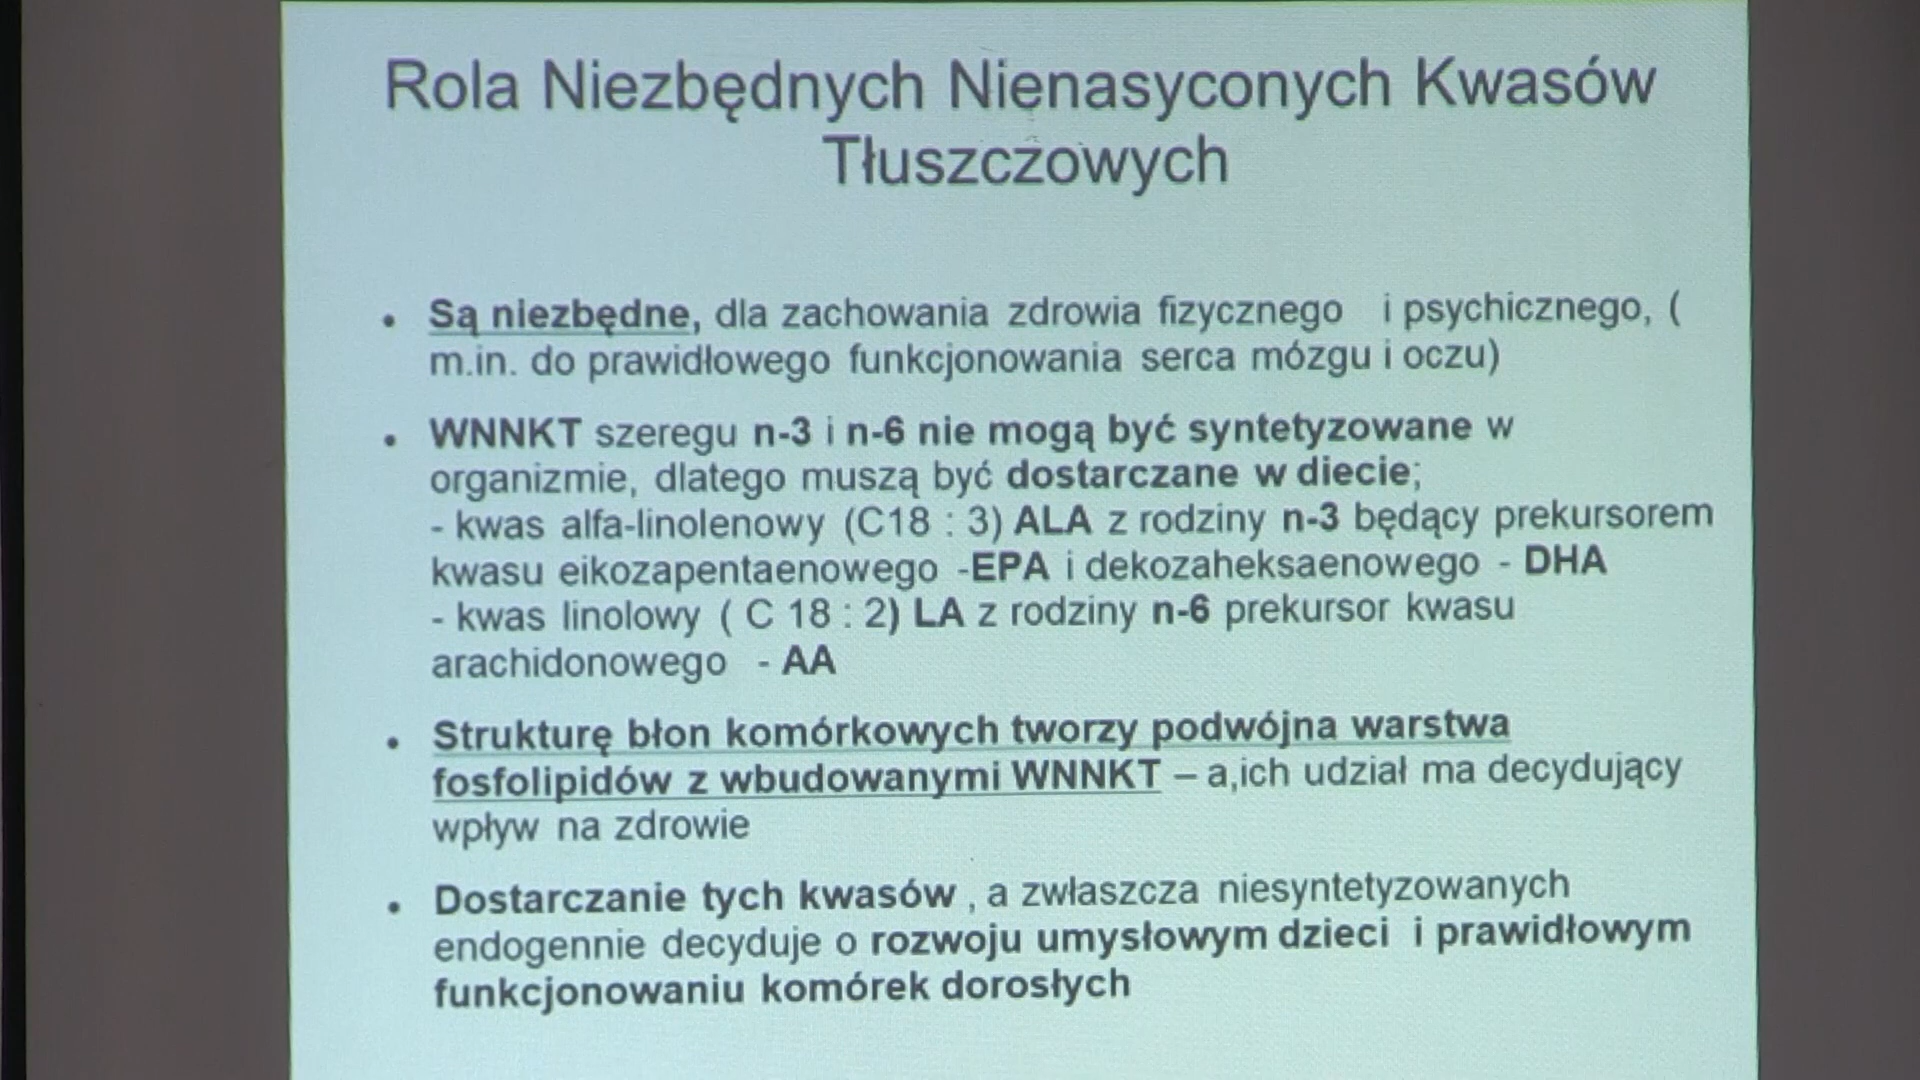 Rola Niezbędnych Nienasyconych Kwasów
Tłuszczowych
• Są niezbędne, dla zachowania zdrowia fizycznego i psychicznego, (
m.in. do prawidłowego funkcjonowania serca mózgu i oczu)
• WNNKT szeregu n-3 i n-6 nie mogą być syntetyzowane w
organizmie, dlatego muszą być dostarczane w diecie;
- kwas alfa-linolenowy (C18 : 3) ALA z rodziny n-3 będący prekursorem
kwasu eikozapentaenowego -EPA i dekozaheksaenowego - DHA
- kwas linolowy ( C 18 : 2) LA z rodziny n-6 prekursor kwasu
arachidonowego - AA
• Strukturę błon komórkowych tworzy podwójna warstwa
fosfolipidów z wbudowanymi WNNKT – a,ich udział ma decydujący
wpływ na zdrowie
• Dostarczanie tych kwasów , a zwłaszcza niesyntetyzowanych
endogennie decyduje o rozwoju umysłowym dzieci i prawidłowym
funkcjonowaniu komórek dorosłych